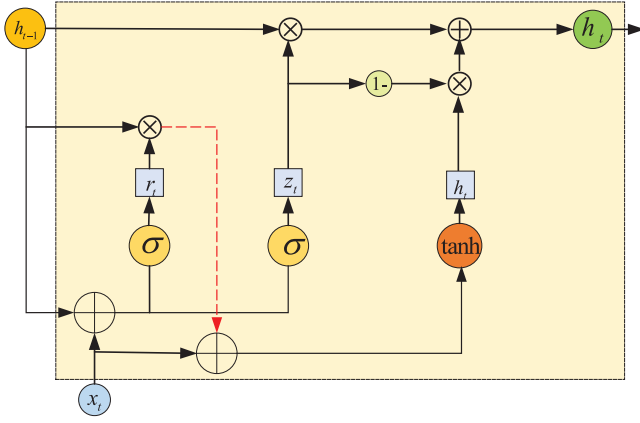 h_{t-1}
h_t
1-
r_t
z_t
h_t
σ
σ
tanh
x_t